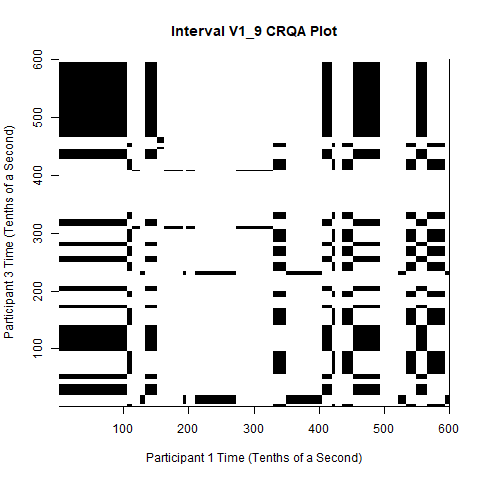 Interval V1_9 CRQA Plot
Participant 3 Time (Tenths of a Second)
600
500
400
300
200
100
100 200 300 400 500 600
Participant 1 Time (Tenths of a Second)